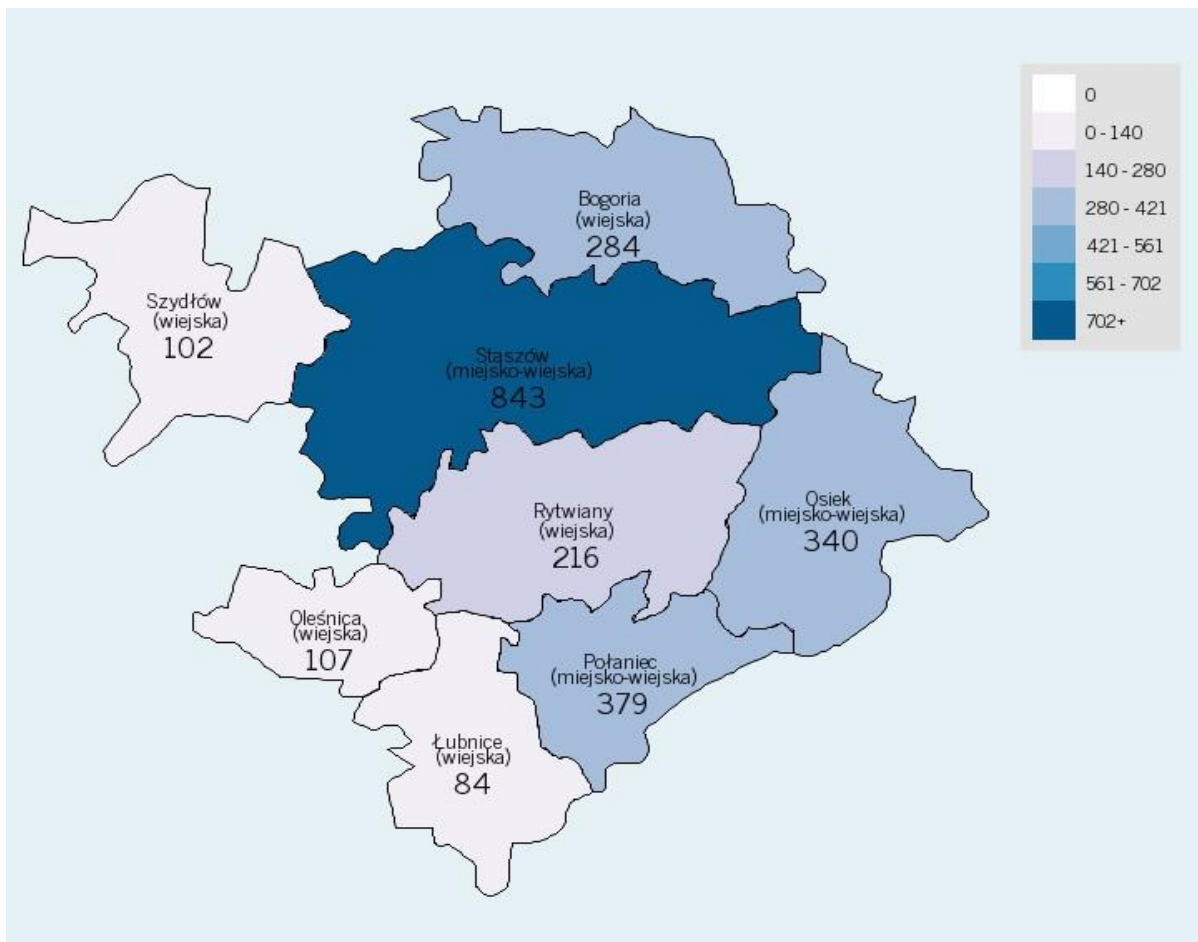 0
0 - 140
140 - 280
280 - 421
421 - 561
561 - 702
702+
Bogoria
(wiejska)
284
Szydłów
(wiejska)
102
Staszów
(miejsko-wiejska)
843
Osiek
(miejsko-wiejska)
340
Rytwiany
(wiejska)
216
Oleśnica
(wiejska)
107
Połaniec
(miejsko-wiejska)
379
Łubnice
(wiejska)
84